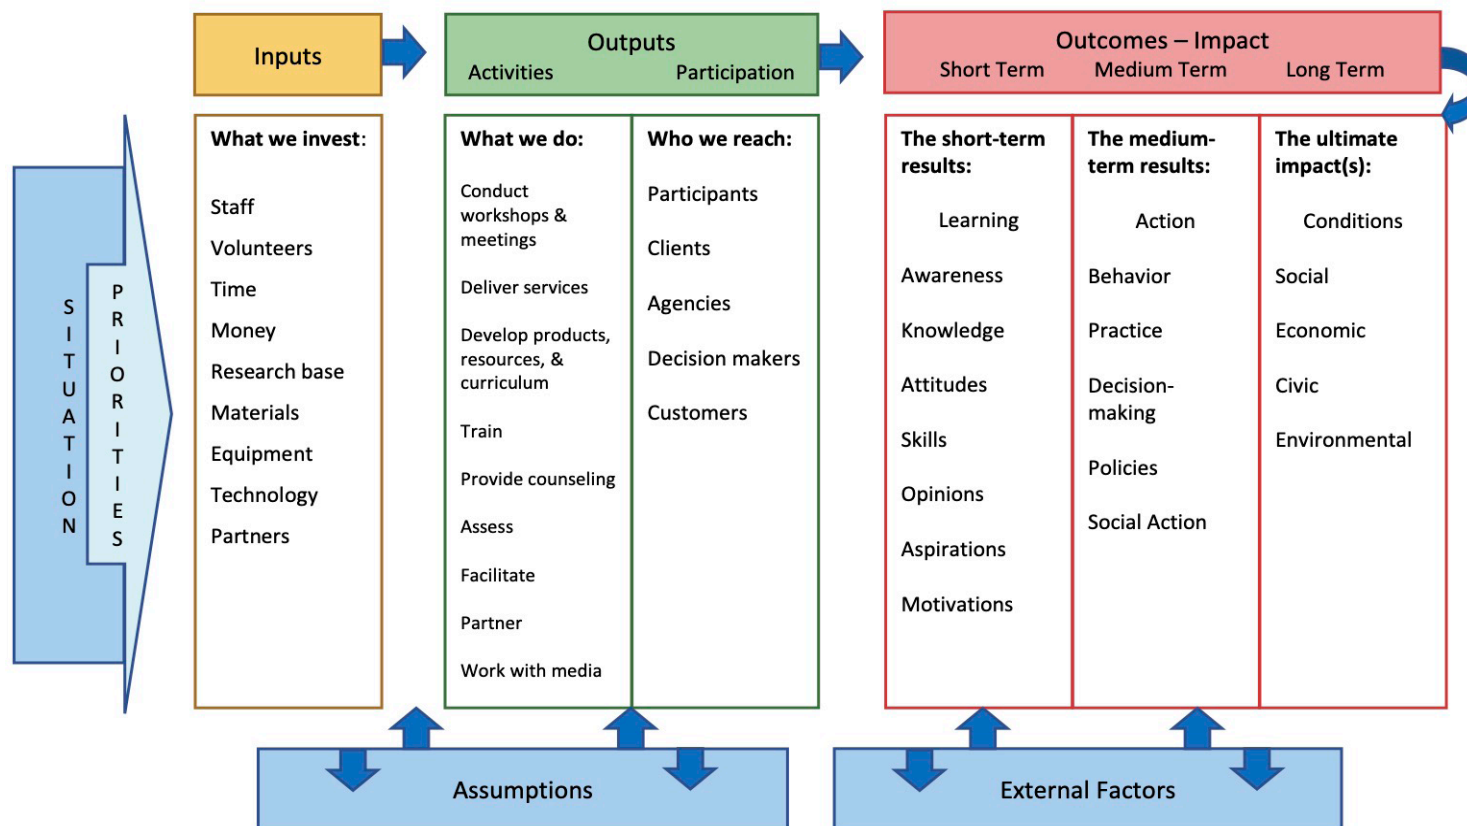 SITUATION
PRIORITIES
Inputs
What we invest:
Staff
Volunteers
Time
Money
Research base
Materials
Equipment
Technology
Partners
Outputs
Activities
Participation
What we do:
Conduct
workshops &
meetings
Deliver services
Develop products,
resources, &
curriculum
Train
Provide counseling
Assess
Facilitate
Partner
Work with media
Who we reach:
Participants
Clients
Agencies
Decision makers
Customers
Outcomes – Impact
Short Term
Medium Term
Long Term
The short-term
results:
Learning
Awareness
Knowledge
Attitudes
Skills
Opinions
Aspirations
Motivations
The medium-
term results:
Action
Behavior
Practice
Decision-
making
Policies
Social Action
The ultimate
impact(s):
Conditions
Social
Economic
Civic
Environmental
Assumptions
External Factors